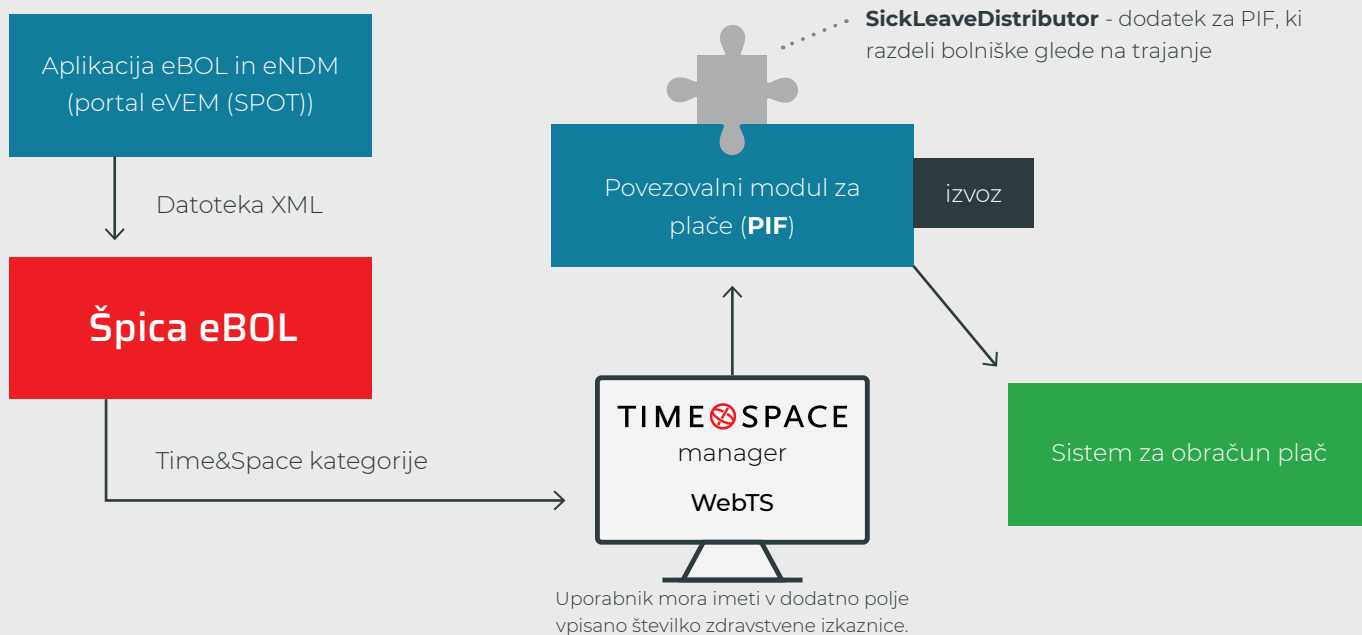 Aplikacija eBOL in eNDM
(portal eVEM (SPOT))
Datoteka XML
Špica eBOL
Time&Space kategorije
TIME SPACE
manager
WebTS
Uporabnik mora imeti v dodatno polje
vpisano številko zdravstvene izkaznice.
SickLeaveDistributor - dodatek za PIF, ki
razdeli bolniške glede na trajanje
Povezovalni modul za
plače (PIF)
izvoz
Sistem za obračun plač